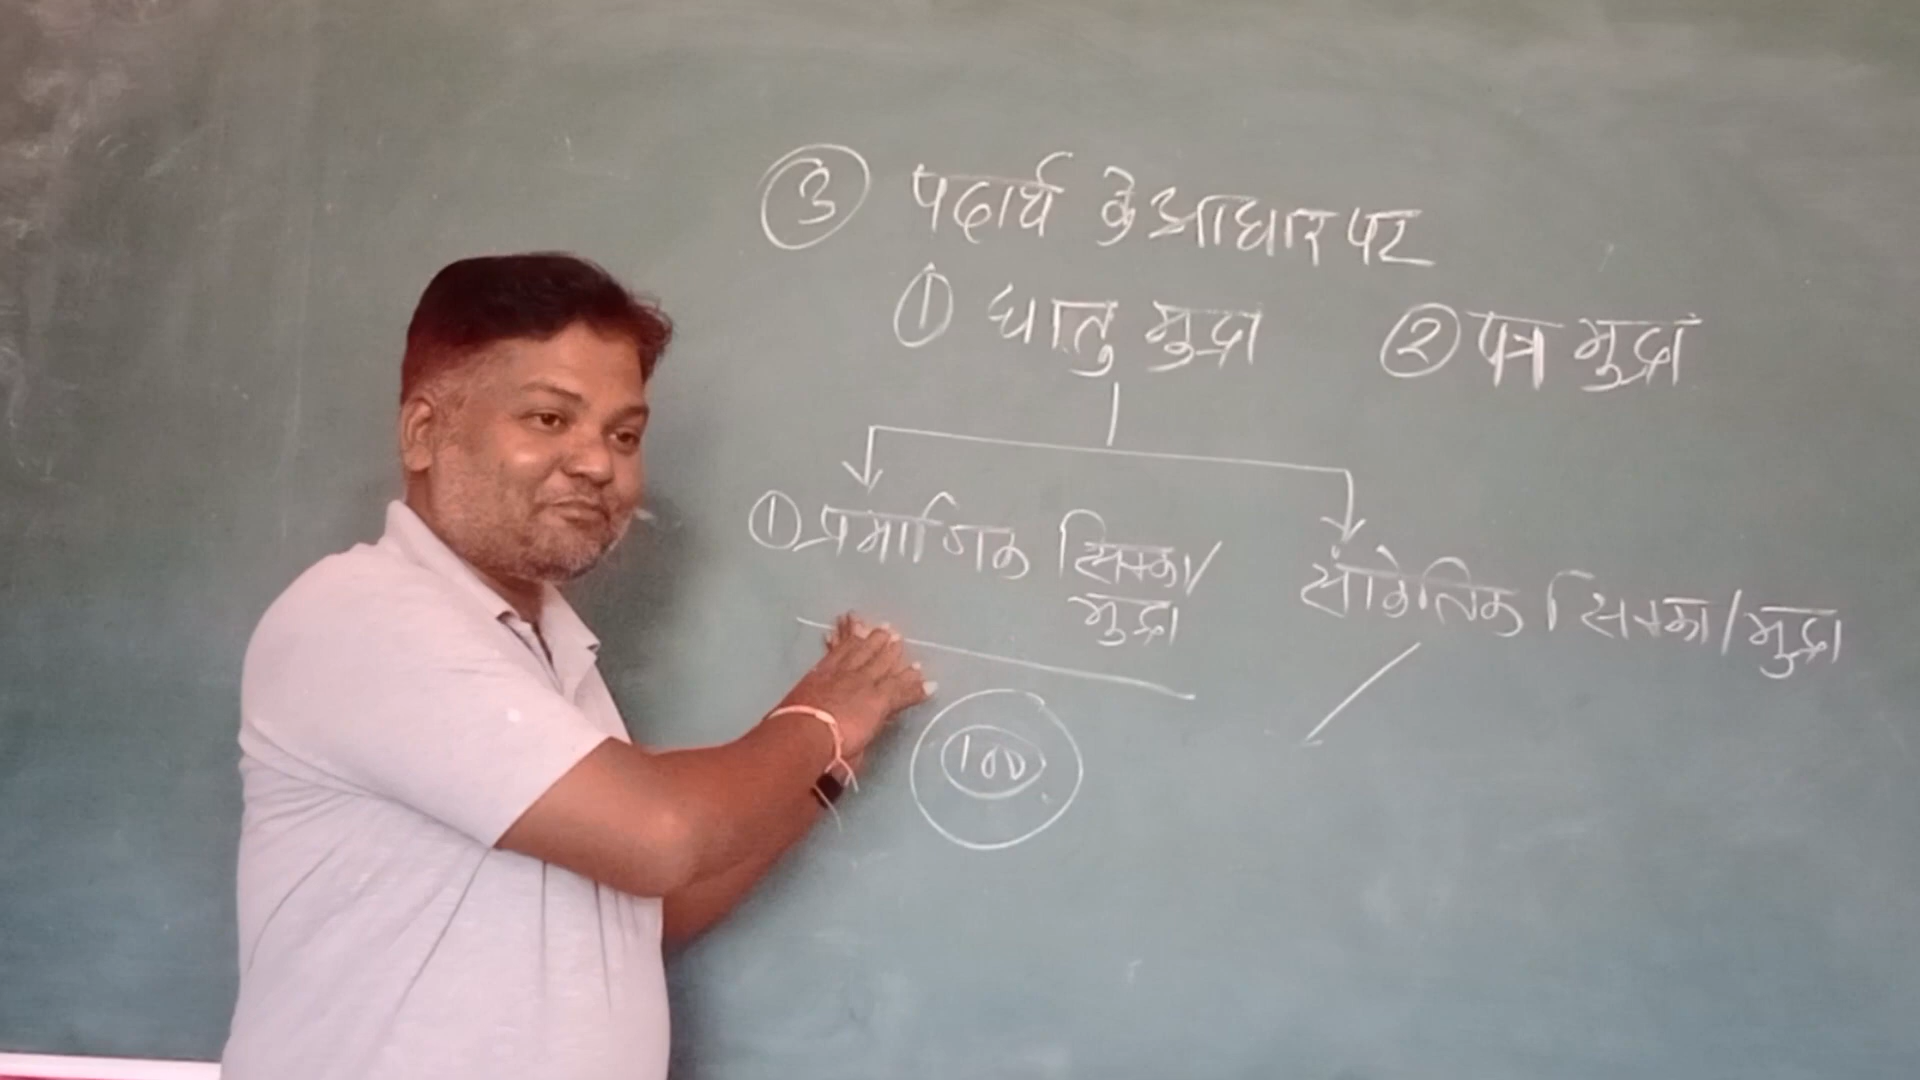 ③ पदार्थ के आधार पर
① धातु मुद्रा ② पत्र मुद्रा
① प्रमाणिक सिक्का/ सांकेतिक सिक्का/मुद्रा
मुद्रा
100